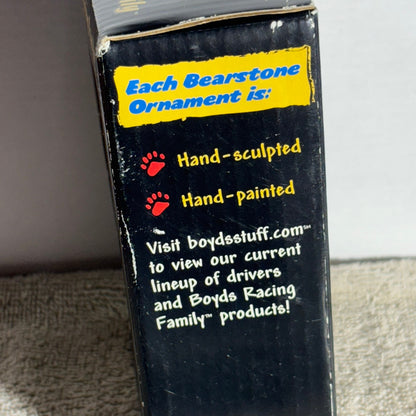 Each Bearstone
Ornament is:
Hand-sculpted
Hand-painted
Visit boydsstuff.com℠
to view our current
lineup of drivers
and Boyds Racing
Family™ products!